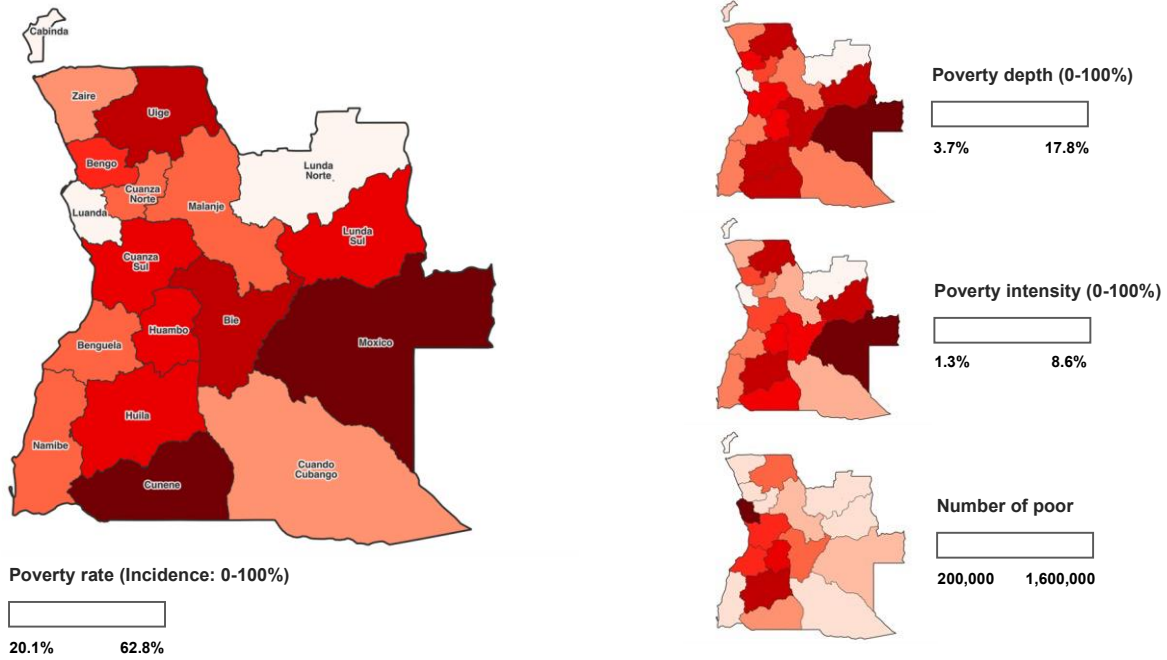 Cabinda
Zaire
Uige
Bengo
Cuanza
Norte
Luanda
Malanje
Lunda
Norte
Lunda
Sul
Cuanza
Sul
Huambo
Bie
Benguela
Moxico
Huila
Namibe
Cunene
Cuando
Cubango
Poverty rate (Incidence: 0-100%)
20.1% 62.8%
Poverty depth (0-100%)
3.7% 17.8%
Poverty intensity (0-100%)
1.3% 8.6%
Number of poor
200,000 1,600,000